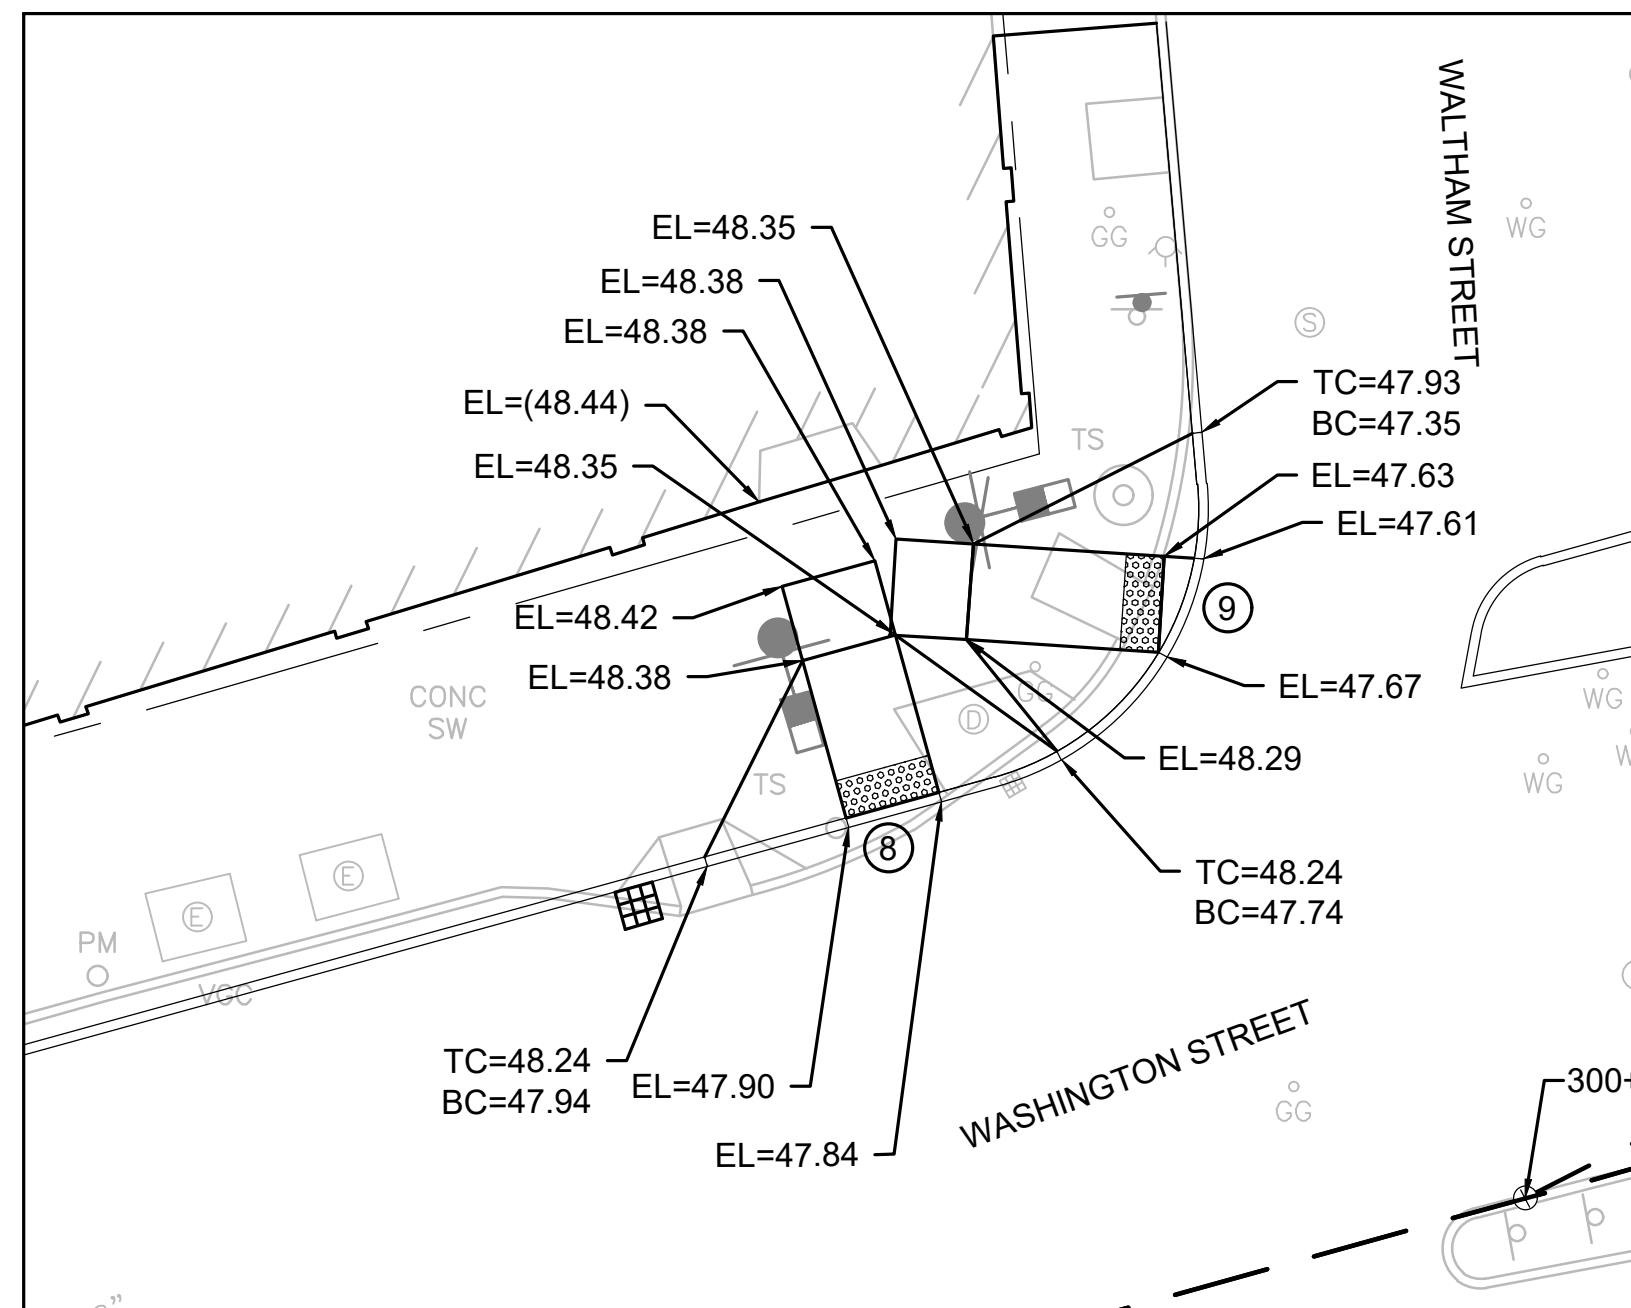 WALTHAM STREET
WG
GG
S
EL=48.35
EL=48.38
EL=48.38
EL=(48.44)
EL=48.35
TS
TC=47.93
BC=47.35
EL=47.63
EL=47.61
9
EL=48.42
EL=48.38
CONC
SW
GG
D
EL=47.67
WG
EL=48.29
WG
TS
8
E
E
TC=48.24
BC=47.74
PM
VGC
TC=48.24
BC=47.94
EL=47.90
EL=47.84
WASHINGTON STREET
GG
300+